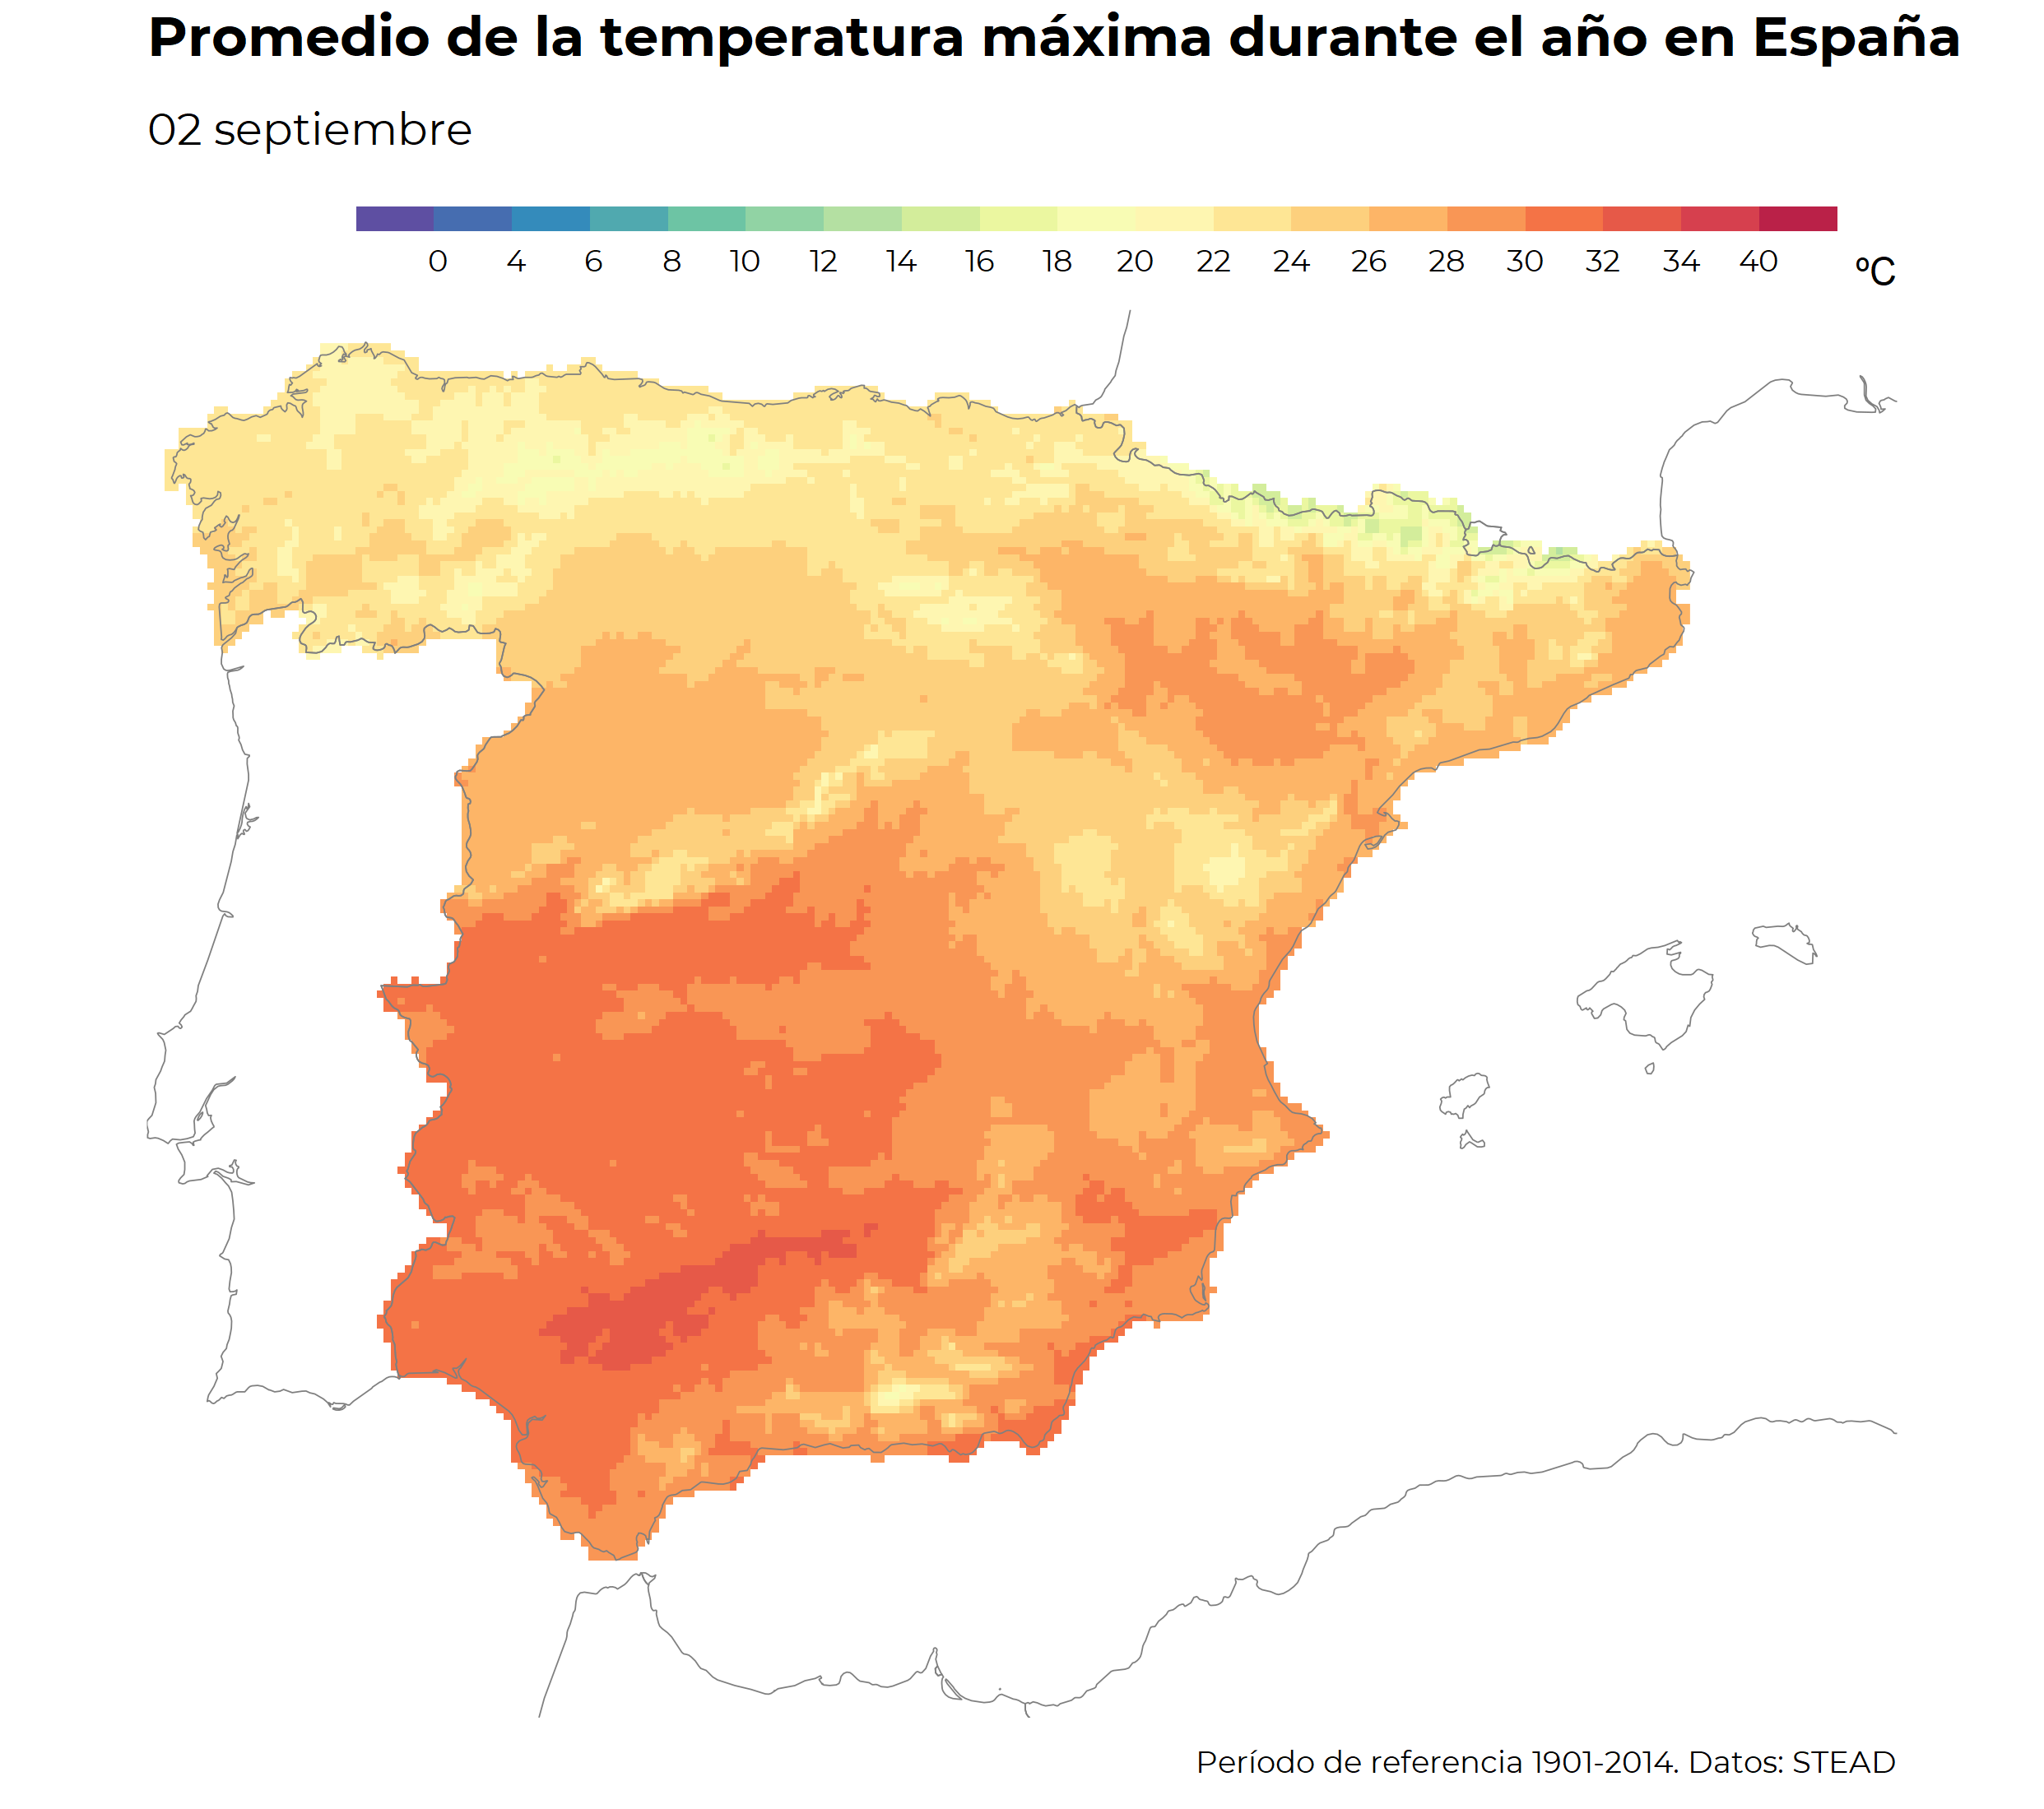 Promedio de la temperatura máxima durante el año en España
02 septiembre
0 4 6 8 10 12 14 16 18 20 22 24 26 28 30 32 34 40 ºC
Período de referencia 1901-2014. Datos: STEAD